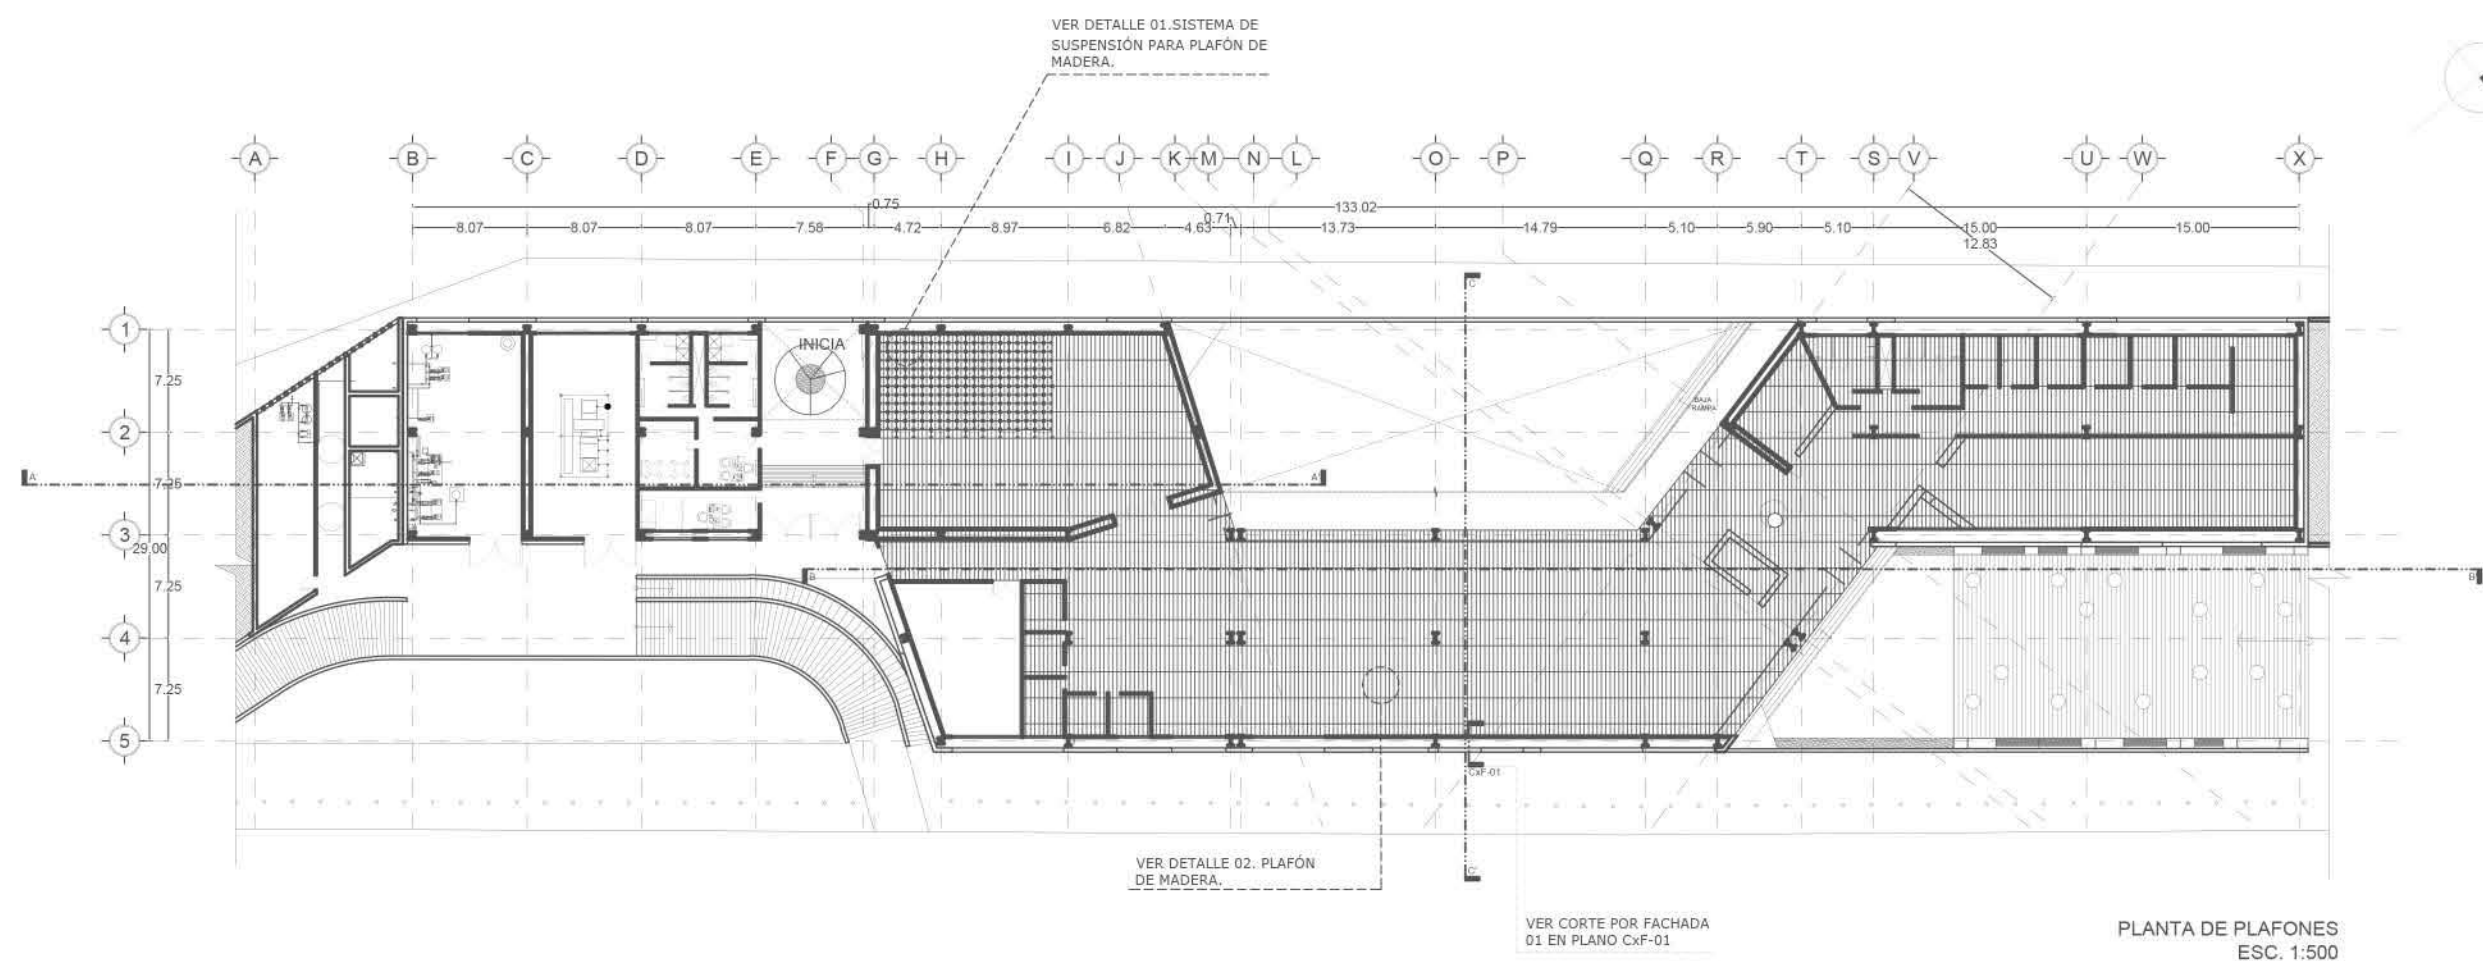 VER DETALLE 01.SISTEMA DE
SUSPENSIÓN PARA PLAFÓN DE
MADERA.
A B C D E F G H I J K M N L O P Q R T S V U W X
0.75 133.02
8.07 8.07 8.07 7.58 4.72 8.97 6.82 4.63 0.71 13.73 14.79 5.10 5.90 5.10 15.00 15.00
12.83
C
1
INICIA
7.25
BAJA
RAMPA
2
A 7.25 A'
3
29.00
B B'
7.25
4
7.25
5
CxF-01
VER DETALLE 02. PLAFÓN
DE MADERA.
C'
VER CORTE POR FACHADA
01 EN PLANO CxF-01
PLANTA DE PLAFONES
ESC. 1:500